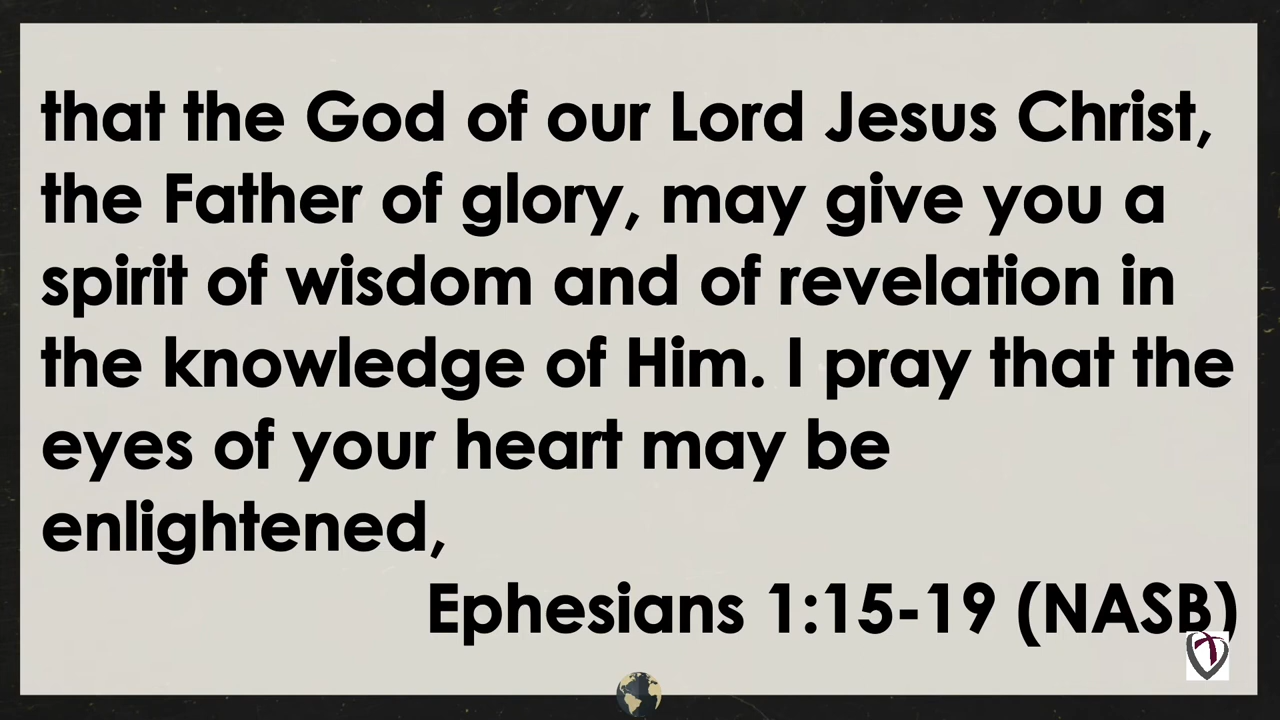 that the God of our Lord Jesus Christ,
the Father of glory, may give you a
spirit of wisdom and of revelation in
the knowledge of Him. I pray that the
eyes of your heart may be
enlightened,
Ephesians 1:15-19 (NASB)